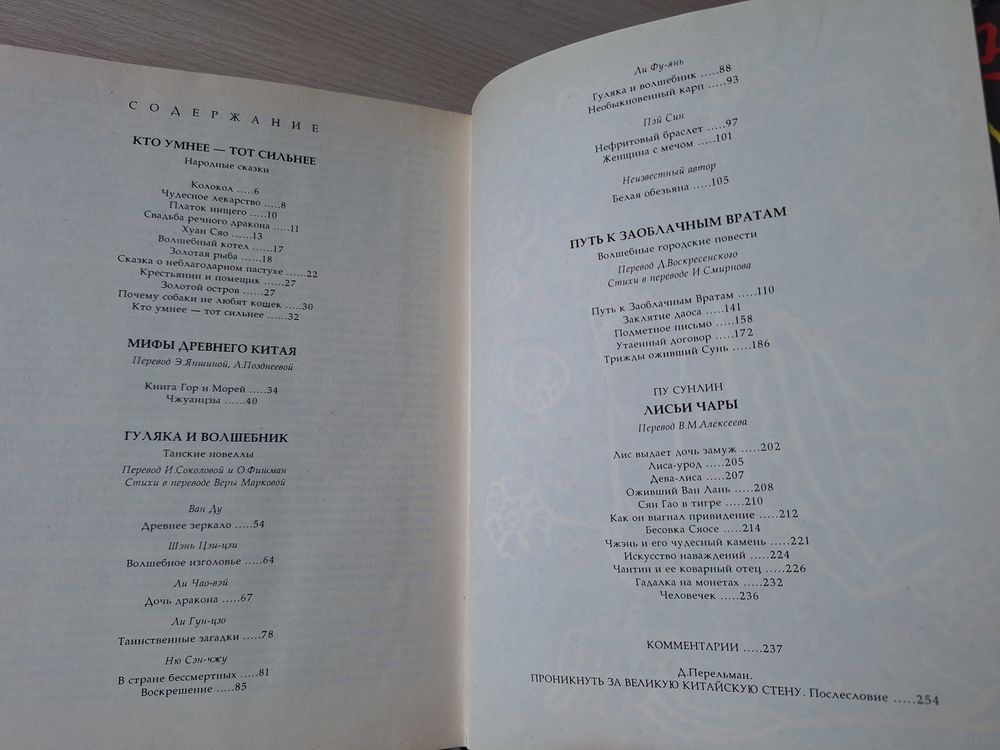 СОДЕРЖАНИЕ
КТО УМНЕЕ — ТОТ СИЛЬНЕЕ
Народные сказки
Колокол .....6
Чудесное лекарство .....8
Платок нищего .....10
Свадьба речного дракона .....11
Хуан Сяо .....13
Волшебный котел .....17
Золотая рыба .....18
Сказка о неблагодарном пастухе ......22
Крестьянин и помещик .....27
Золотой остров .....27
Почему собаки не любят кошек .....30
Кто умнее — тот сильнее ......32
МИФЫ ДРЕВНЕГО КИТАЯ
Перевод Э.Яншиной, Л.Позднеевой
Книга Гор и Морей .....34
Чжуанцзы ......40
ГУЛЯКА И ВОЛШЕБНИК
Танские новеллы
Перевод И.Соколовой и О.Фишман
Стихи в переводе Веры Марковой
Ван Ду
Древнее зеркало .....54
Шэнь Цзи-цзи
Волшебное изголовье .....64
Ли Чао-вэй
Дочь дракона .....67
Ли Гун-цзо
Таинственные загадки .....78
Ню Сэн-чжу
В стране бессмертных .....81
Воскрешение .....85
Ли Фу-янь
Гуляка и волшебник .....88
Необыкновенный карп .....93
Пэй Син
Нефритовый браслет .....97
Женщина с мечом .....101
Неизвестный автор
Белая обезьяна .....105
ПУТЬ К ЗАОБЛАЧНЫМ ВРАТАМ
Волшебные городские повести
Перевод Д.Воскресенского
Стихи в переводе И.Смирнова
Путь к Заоблачным Вратам .....110
Заклятие даоса .....141
Подметное письмо .....158
Утаенный договор .....172
Трижды оживший Сунь .....186
ПУ СУНЛИН
ЛИСЬИ ЧАРЫ
Перевод В.М.Алексеева
Лис выдает дочь замуж .....202
Лиса-урод .....205
Дева-лиса .....207
Оживший Ван Лань .....208
Сян Гао в тигре .....210
Как он выгнал привидение .....212
Бесовка Сяосе .....214
Чжэнь и его чудесный камень .....221
Искусство наваждений .....224
Чантин и ее коварный отец .....226
Гадалка на монетах .....232
Человечек .....236
КОММЕНТАРИИ .....237
Д.Перельман.
ПРОНИКНУТЬ ЗА ВЕЛИКУЮ КИТАЙСКУЮ СТЕНУ. Послесловие .....254